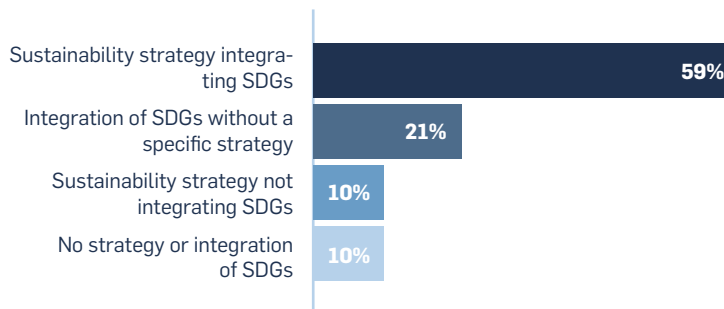 Sustainability strategy integra-
ting SDGs
59%
Integration of SDGs without a
specific strategy
21%
Sustainability strategy not
integrating SDGs
10%
No strategy or integration
of SDGs
10%